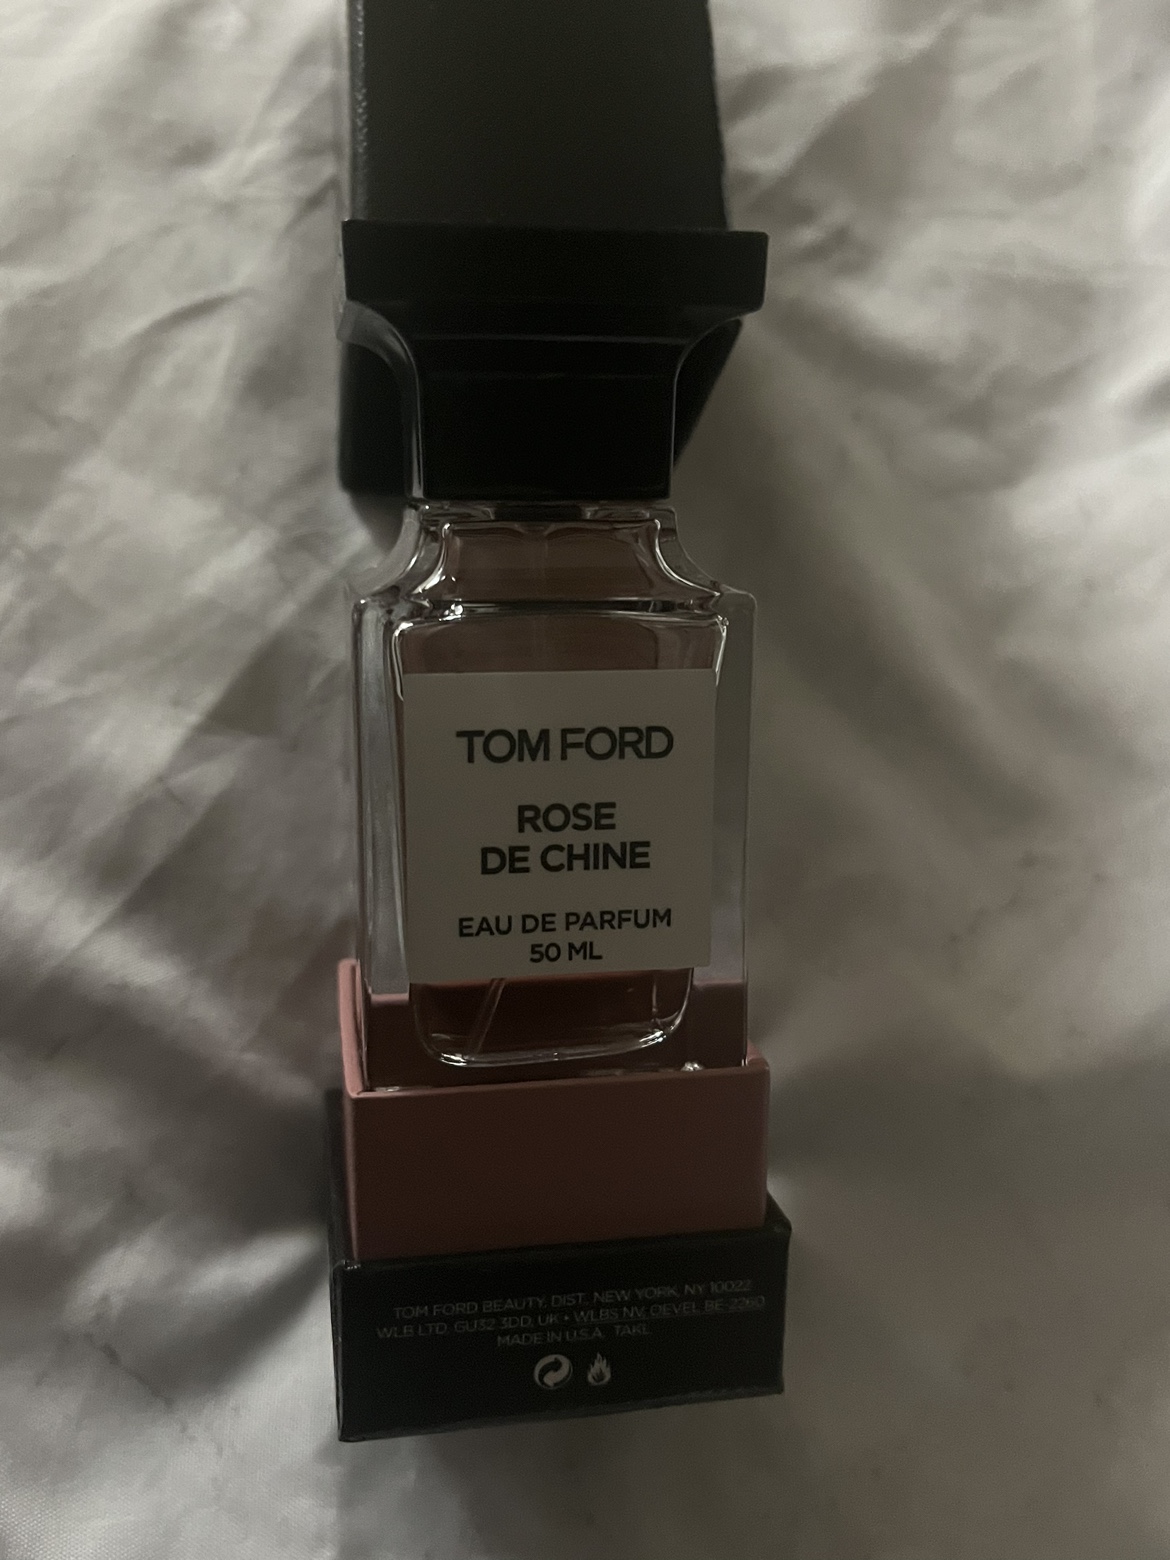 TOM FORD
ROSE
DE CHINE
EAU DE PARFUM
50 ML
TOM FORD BEAUTY, DIST., NEW YORK, NY 10022
WLB LTD. GU32 3DD, UK • WLBS NV, OEVEL BE-2260
MADE IN U.S.A. TAKL